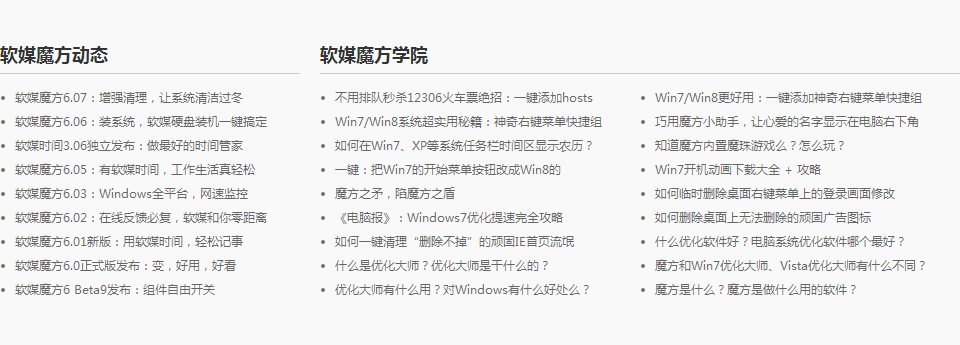 软媒魔方动态
软媒魔方6.07：增强清理，让系统清洁过冬
软媒魔方6.06：装系统，软媒硬盘装机一键搞定
软媒时间3.06独立发布：做最好的时间管家
软媒魔方6.05：有软媒时间，工作生活真轻松
软媒魔方6.03：Windows全平台，网速监控
软媒魔方6.02：在线反馈必复，软媒和你零距离
软媒魔方6.01新版：用软媒时间，轻松记事
软媒魔方6.0正式版发布：变，好用，好看
软媒魔方6 Beta9发布：组件自由开关
软媒魔方学院
不用排队秒杀12306火车票绝招：一键添加hosts
Win7/Win8系统超实用秘籍：神奇右键菜单快捷组
如何在Win7、XP等系统任务栏时间区显示农历？
一键：把Win7的开始菜单按钮改成Win8的
魔方之矛，陷魔方之盾
《电脑报》：Windows7优化提速完全攻略
如何一键清理“删除不掉”的顽固IE首页流氓
什么是优化大师？优化大师是干什么的？
优化大师有什么用？对Windows有什么好处么？
Win7/Win8更好用：一键添加神奇右键菜单快捷组
巧用魔方小助手，让心爱的名字显示在电脑右下角
知道魔方内置魔珠游戏么？怎么玩？
Win7开机动画下载大全 + 攻略
如何临时删除桌面右键菜单上的登录画面修改
如何删除桌面上无法删除的顽固广告图标
什么优化软件好？电脑系统优化软件哪个最好？
魔方和Win7优化大师、Vista优化大师有什么不同？
魔方是什么？魔方是做什么用的软件？